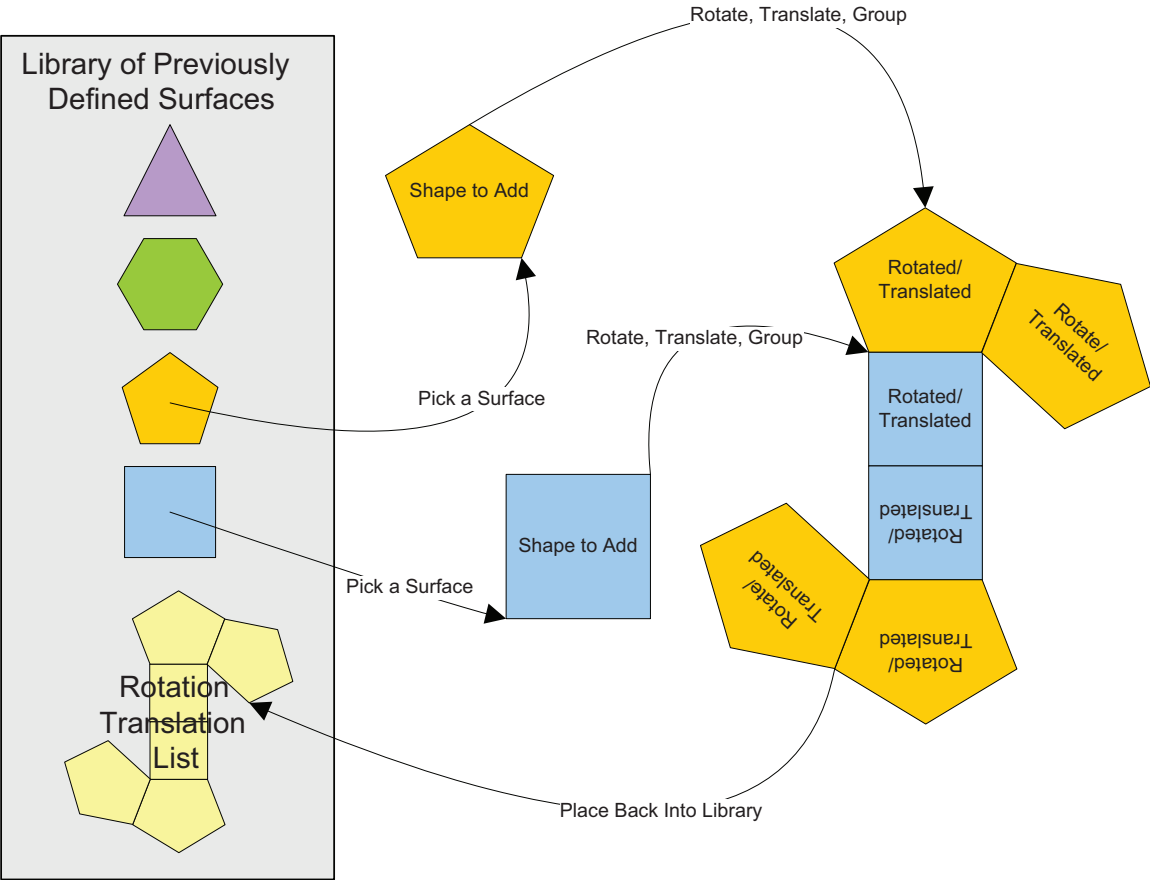 Rotate, Translate, Group
Library of Previously
Defined Surfaces
Shape to Add
Rotated/
Translated
Rotate/
Translated
Rotate, Translate, Group
Pick a Surface
Rotated/
Translated
Rotated/
Translated
Shape to Add
Pick a Surface
Rotate/
Translated
Rotated/
Translated
Rotation
Translation
List
Place Back Into Library